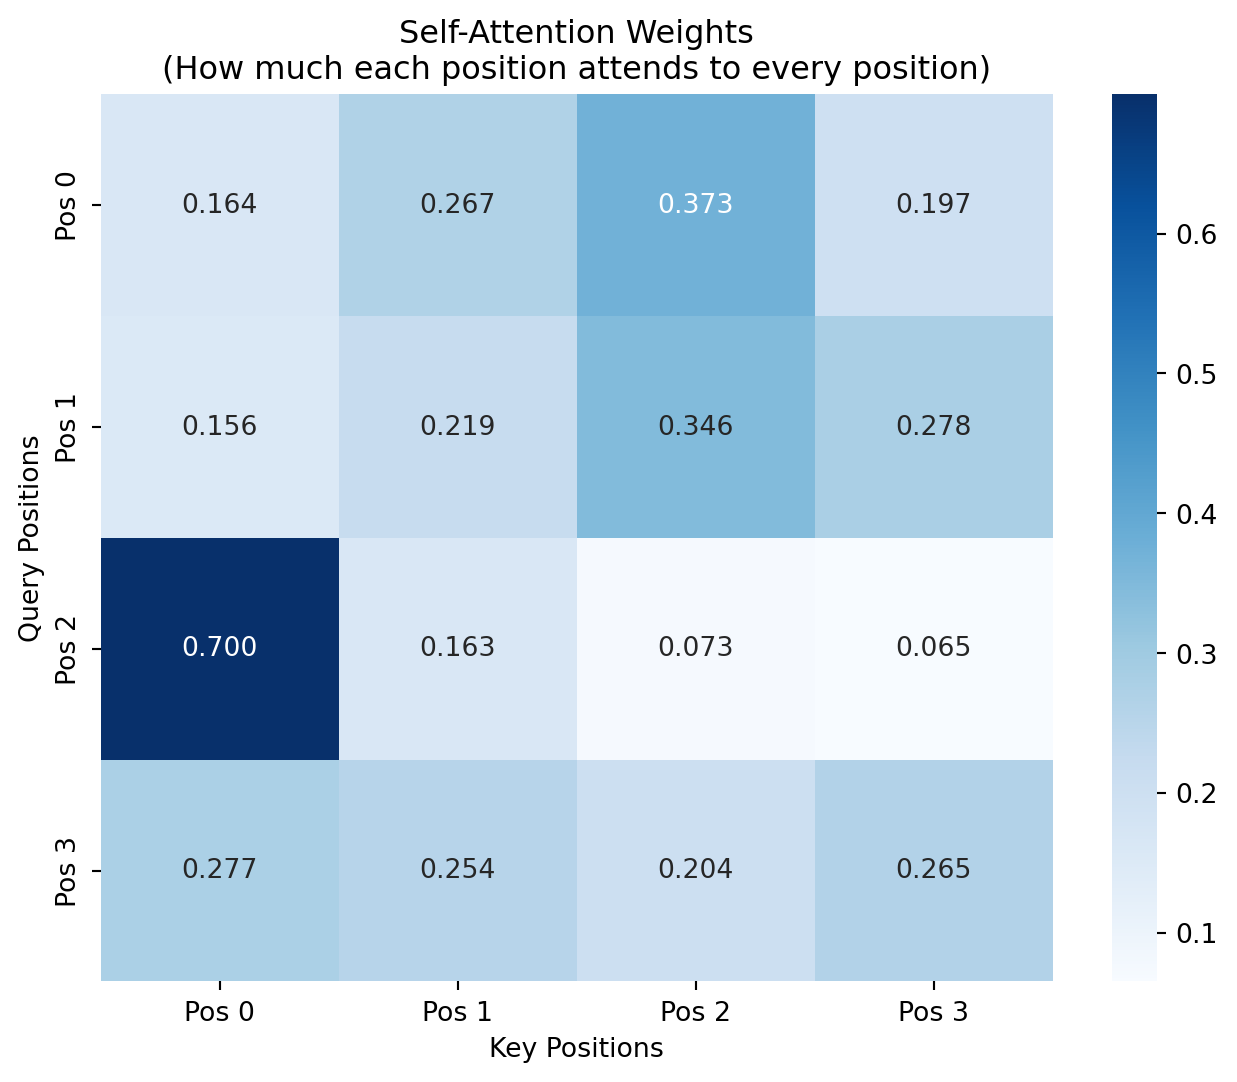 Self-Attention Weights
(How much each position attends to every position)
Query Positions
Pos 0
0.164 0.267 0.373 0.197
Pos 1
0.156 0.219 0.346 0.278
Pos 2
0.700 0.163 0.073 0.065
Pos 3
0.277 0.254 0.204 0.265
Pos 0 Pos 1 Pos 2 Pos 3
Key Positions
0.6
0.5
0.4
0.3
0.2
0.1